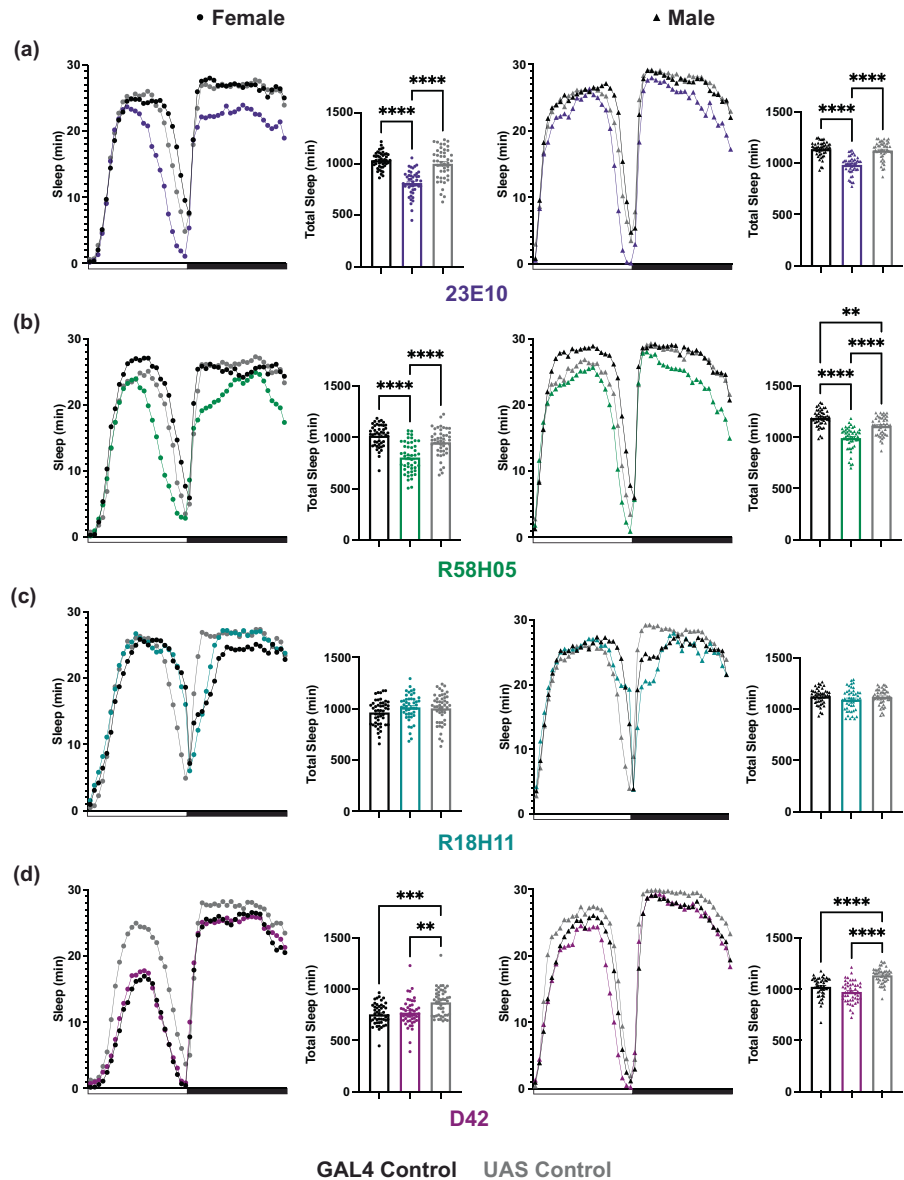 ● Female ▲ Male
(a)
30
20
10
0
Sleep (min)
**** ****
1500
1000
500
0
Total Sleep (min)
30
20
10
0
Sleep (min)
**** ****
1500
1000
500
0
Total Sleep (min)
23E10
(b)
30
20
10
0
Sleep (min)
**** ****
1500
1000
500
0
Total Sleep (min)
30
20
10
0
Sleep (min)
**
**** ****
1500
1000
500
0
Total Sleep (min)
R58H05
(c)
30
20
10
0
Sleep (min)
1500
1000
500
0
Total Sleep (min)
30
20
10
0
Sleep (min)
1500
1000
500
0
Total Sleep (min)
R18H11
(d)
30
20
10
0
Sleep (min)
***
**
1500
1000
500
0
Total Sleep (min)
30
20
10
0
Sleep (min)
****
****
1500
1000
500
0
Total Sleep (min)
D42
GAL4 Control UAS Control